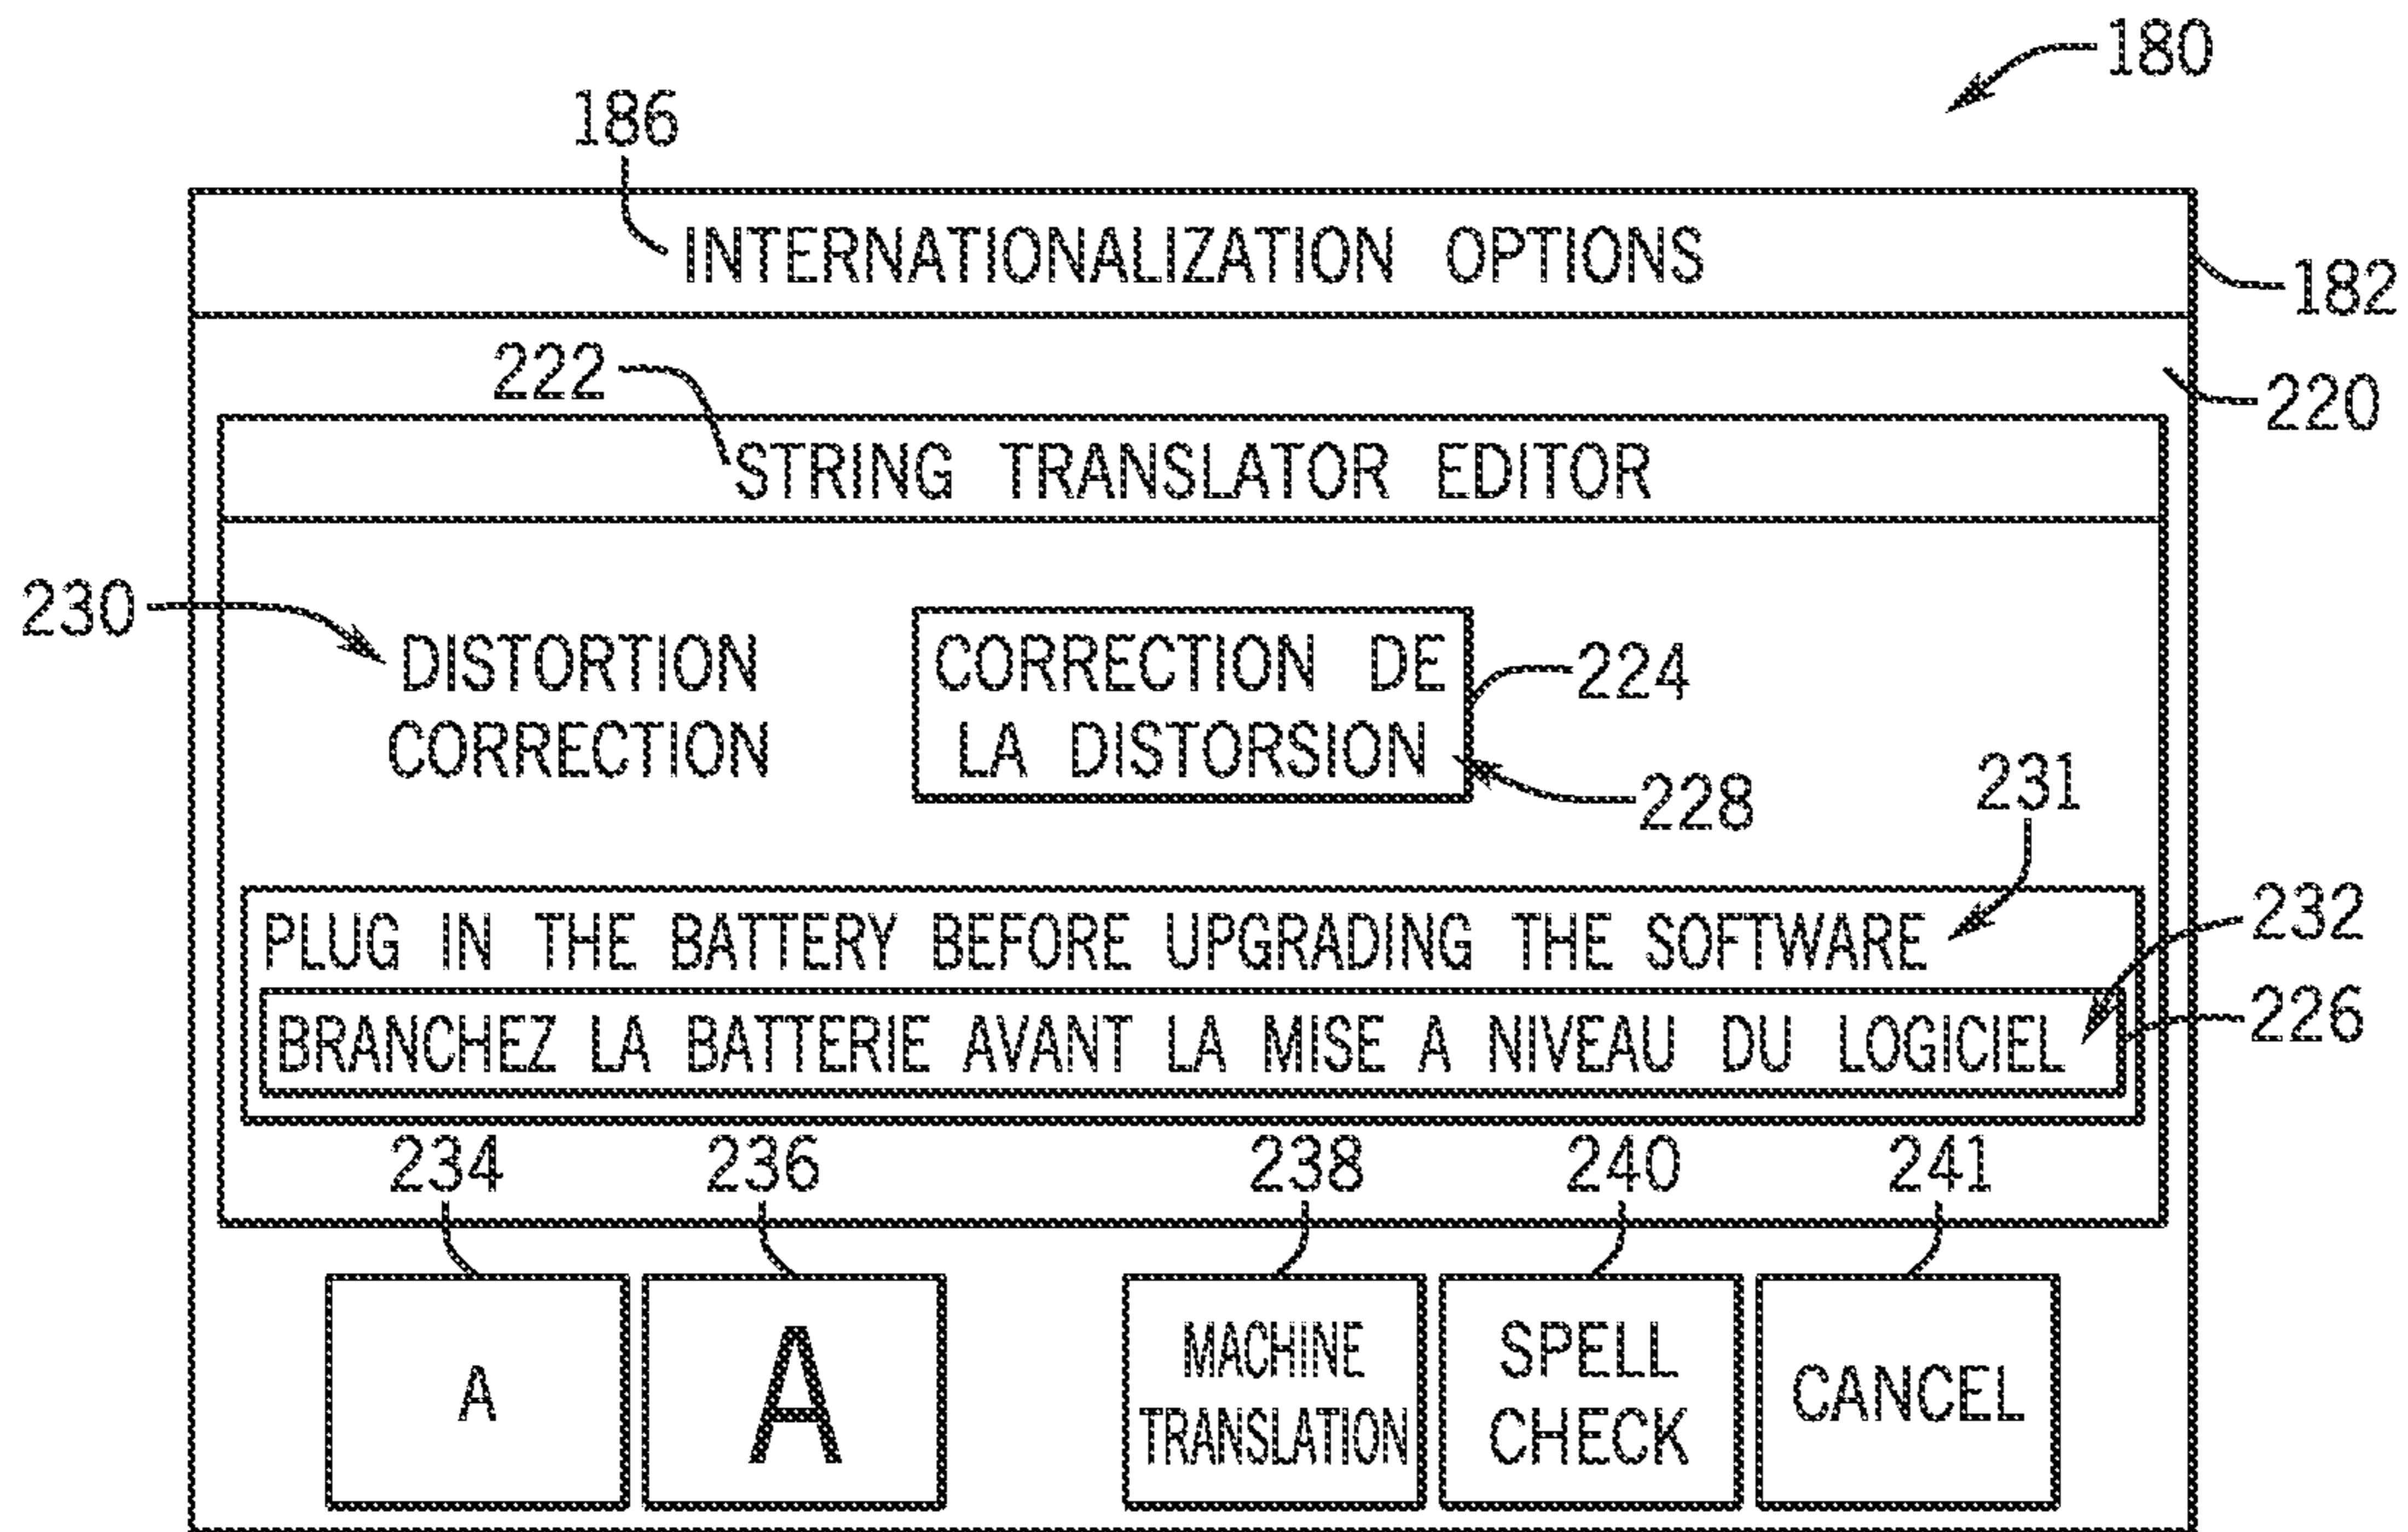 180
186
INTERNATIONALIZATION OPTIONS
182
222
220
STRING TRANSLATOR EDITOR
230
DISTORTION
CORRECTION
CORRECTION DE
LA DISTORSION
224
228
231
PLUG IN THE BATTERY BEFORE UPGRADING THE SOFTWARE
232
BRANCHEZ LA BATTERIE AVANT LA MISE A NIVEAU DU LOGICIEL
226
234 236 238 240 241
A
A
MACHINE
TRANSLATION
SPELL
CHECK
CANCEL